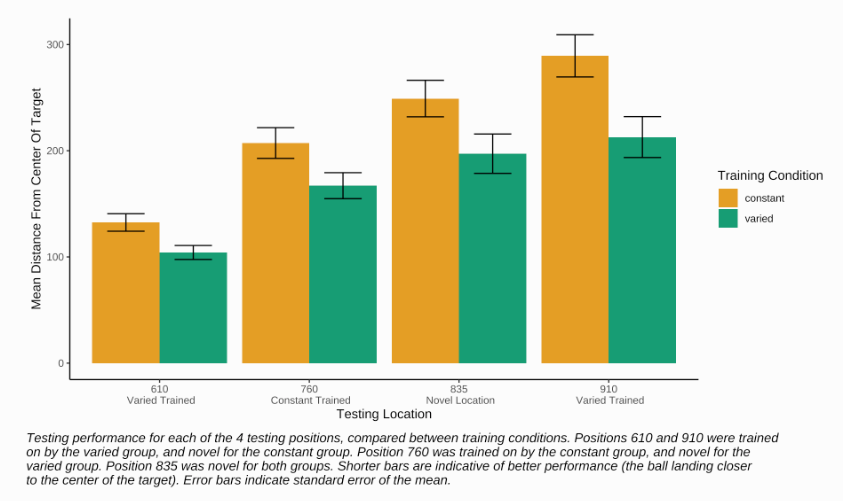 300
200
100
0
Mean Distance From Center Of Target
610
Varied Trained
760
Constant Trained
835
Novel Location
910
Varied Trained
Testing Location
Training Condition
constant
varied
Testing performance for each of the 4 testing positions, compared between training conditions. Positions 610 and 910 were trained
on by the varied group, and novel for the constant group. Position 760 was trained on by the constant group, and novel for the
varied group. Position 835 was novel for both groups. Shorter bars are indicative of better performance (the ball landing closer
to the center of the target). Error bars indicate standard error of the mean.